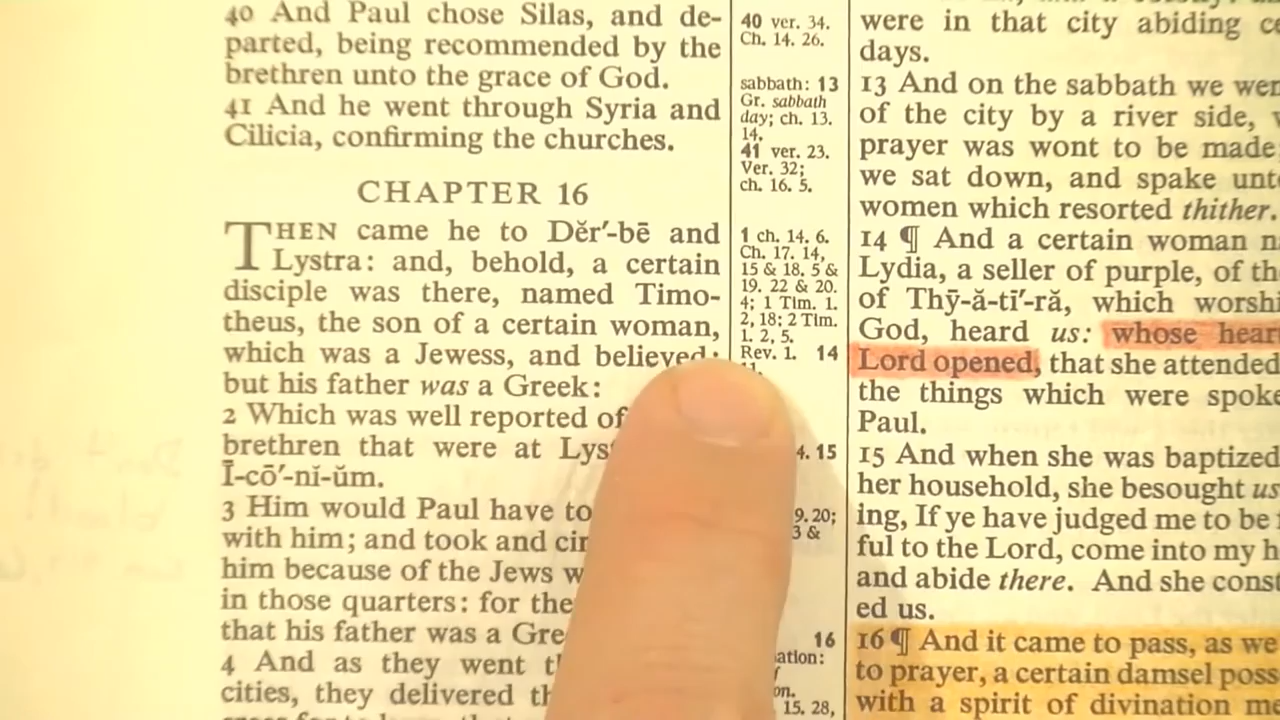 40 And Paul chose Silas, and de-
parted, being recommended by the
brethren unto the grace of God.
41 And he went through Syria and
Cilicia, confirming the churches.
CHAPTER 16
THEN came he to Dĕr′-bē and
Lystra: and, behold, a certain
disciple was there, named Timo-
theus, the son of a certain woman,
which was a Jewess, and believed;
but his father was a Greek:
2 Which was well reported of
brethren that were at
Ī-cō′-nĭ-ŭm.
3 Him would Paul have to
with him; and took and
him because of the Jews
in those quarters: for the
that his father was a
4 And as they went
cities, they delivered
40 ver. 34.
Ch. 14. 26.
sabbath: 13
Gr. sabbath
day; ch. 13.
14.
41 ver. 23.
Ver. 32;
ch. 16. 5.
1 ch. 14. 6.
Ch. 17. 14,
15 & 18. 5 &
19. 22 & 20.
4; 1 Tim. 1.
2, 18; 2 Tim.
1. 2, 5.
Rev. 1. 14
11.
4. 15
9. 20;
3 &
16
ation:
on.
15. 28,
were in that city abiding
days.
13 And on the sabbath we
of the city by a river side,
prayer was wont to be made;
we sat down, and spake
women which resorted thither.
14 ¶ And a certain woman
Lydia, a seller of purple, of
of Thȳ-ă-tī′-ră, which
God, heard us: whose
Lord opened, that she attended
the things which were
Paul.
15 And when she was baptized
her household, she besought us
ing, If ye have judged me to be
ful to the Lord, come into my
and abide there. And she
ed us.
16 ¶ And it came to pass, as we
to prayer, a certain damsel
with a spirit of divination